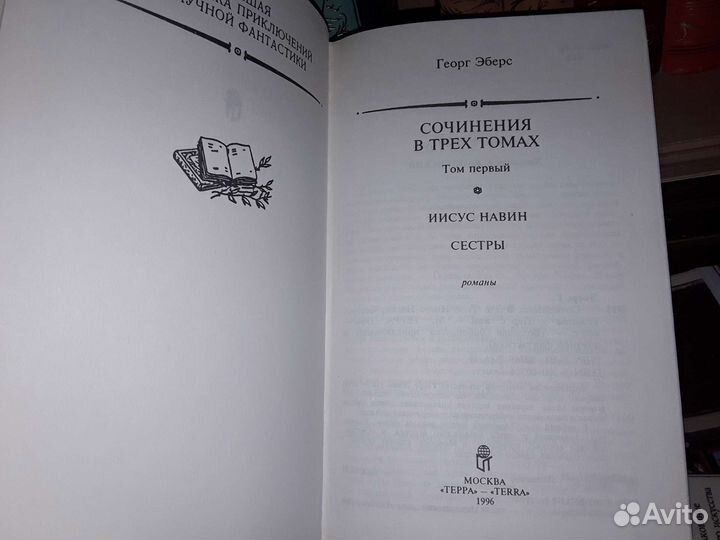 ШАЯ
КА ПРИКЛЮЧЕНИЙ
УЧНОЙ ФАНТАСТИКИ
Георг Эберс
СОЧИНЕНИЯ
В ТРЕХ ТОМАХ
Том первый
ИИСУС НАВИН
СЕСТРЫ
романы
МОСКВА
«ТЕРРА» – «TERRA»
1996
Avito